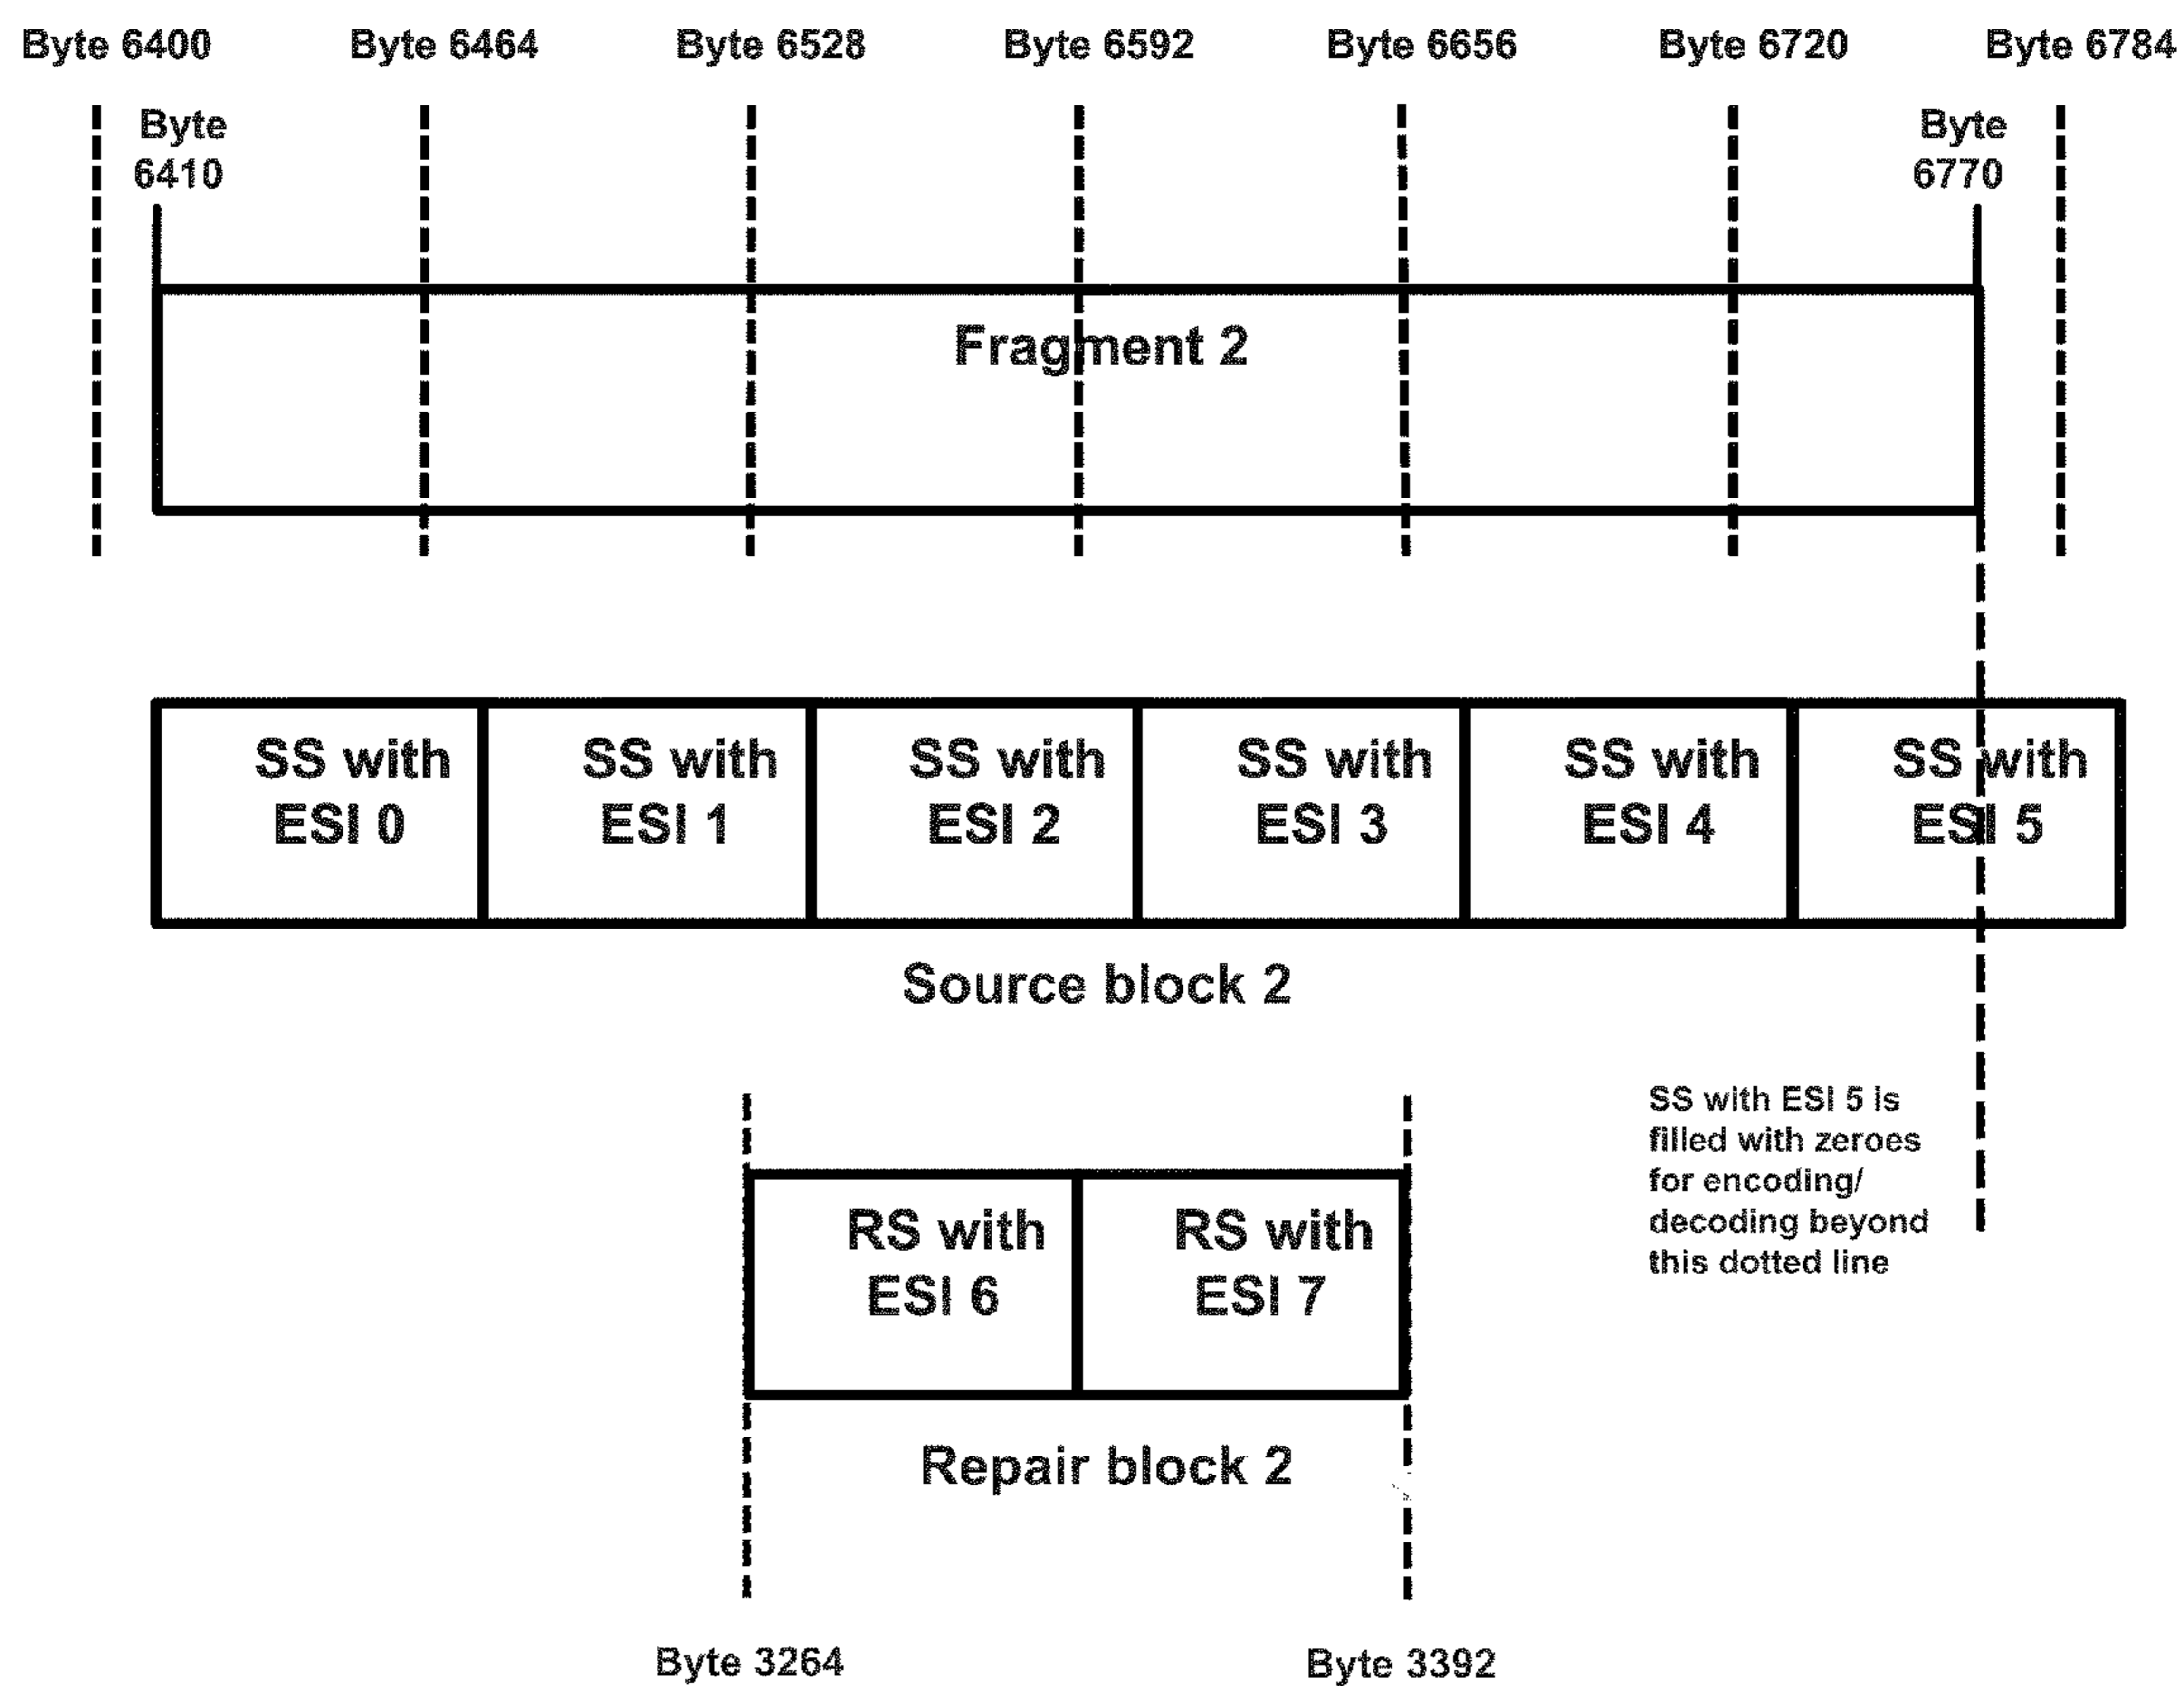 Byte 6400 Byte 6464 Byte 6528 Byte 6592 Byte 6656 Byte 6720 Byte 6784
Byte
6410
Byte
6770
Fragment 2
SS with
ESI 0
SS with
ESI 1
SS with
ESI 2
SS with
ESI 3
SS with
ESI 4
SS with
ESI 5
Source block 2
SS with ESI 5 is
filled with zeroes
for encoding/
decoding beyond
this dotted line
RS with
ESI 6
RS with
ESI 7
Repair block 2
Byte 3264 Byte 3392